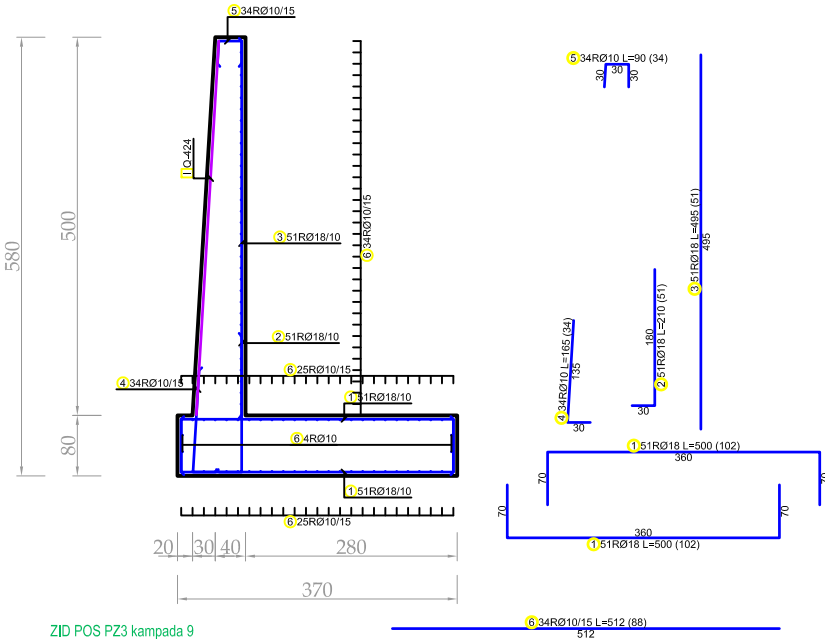 5 34RØ10/15
5 34RØ10 L=90 (34)
30
30
30
1 Q-424
580
500
80
6 34RØ10/15
3 51RØ18/10
2 51RØ18/10
3 51RØ18 L=495 (51)
495
6 25RØ10/15
4 34RØ10/15
1 51RØ18/10
4 34RØ10 L=165 (34)
135
30
2 51RØ18 L=210 (51)
180
30
6 4RØ10
1 51RØ18/10
1 51RØ18 L=500 (102)
360
70
70
6 25RØ10/15
70
360
70
1 51RØ18 L=500 (102)
20
30
40
280
370
ZID POS PZ3 kampada 9
6 34RØ10/15 L=512 (88)
512